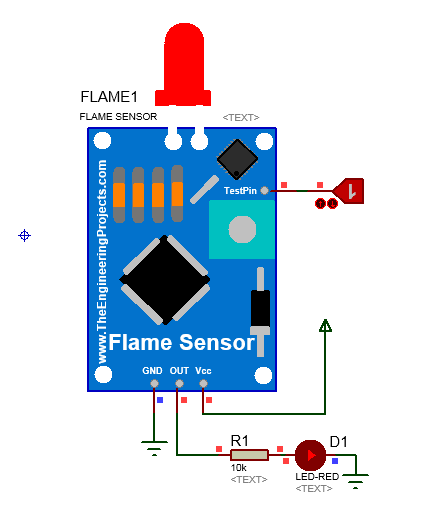 FLAME1
FLAME SENSOR
<TEXT>
TestPin
www.TheEngineeringProjects.com
Flame Sensor
GND OUT Vcc
R1
10k
<TEXT>
D1
LED-RED
<TEXT>